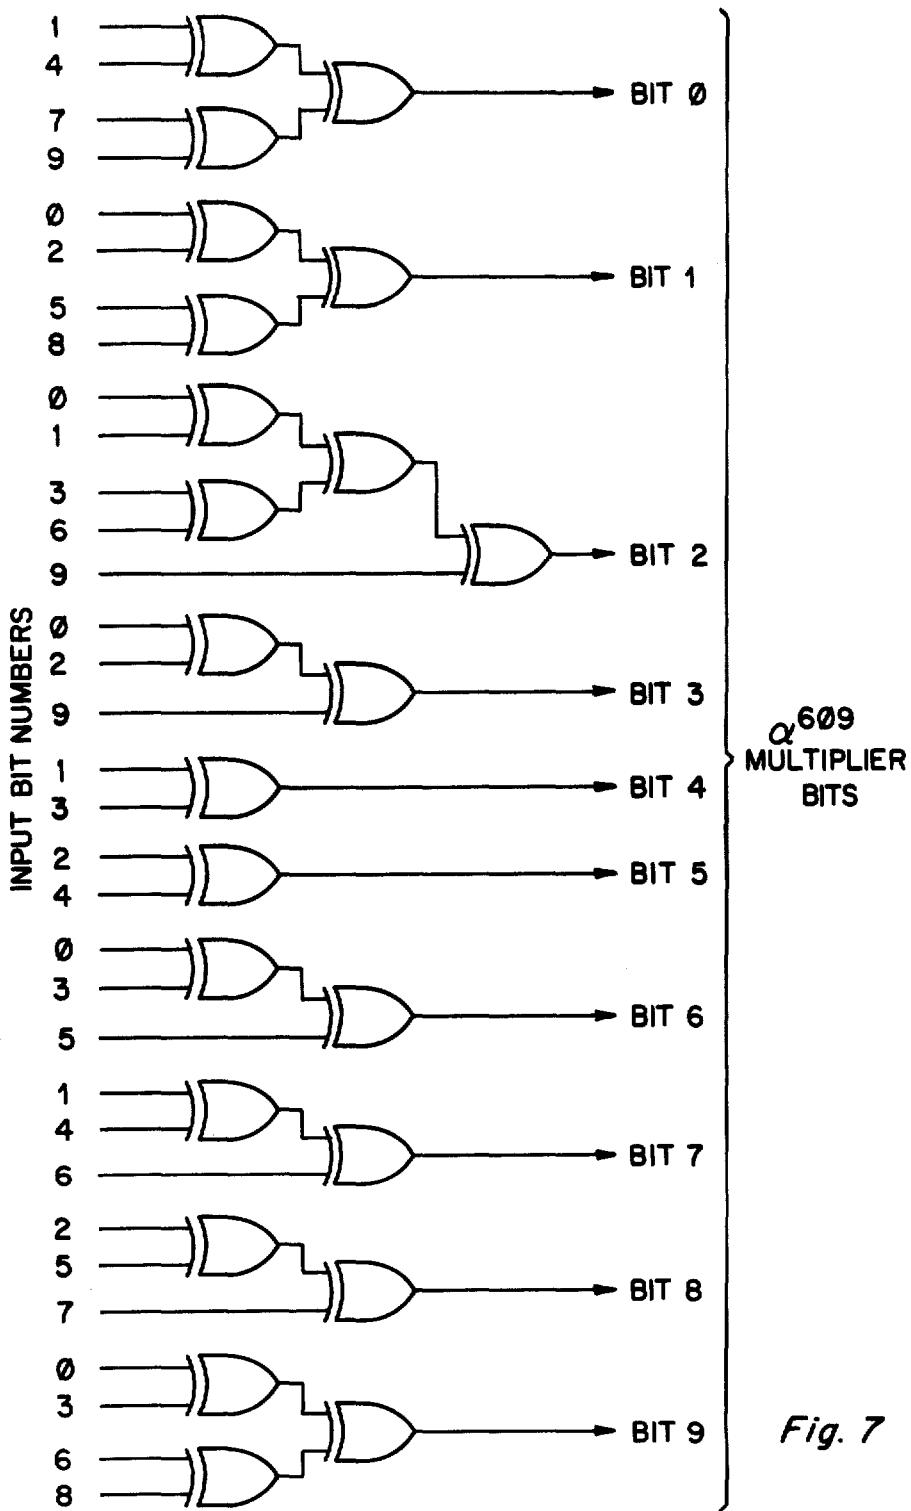 1
4
7
9
BIT Ø
Ø
2
5
8
BIT 1
Ø
1
3
6
9
BIT 2
Ø
2
9
BIT 3
1
3
BIT 4
2
4
BIT 5
Ø
3
5
BIT 6
1
4
6
BIT 7
2
5
7
BIT 8
Ø
3
6
8
BIT 9
INPUT BIT NUMBERS
α^6Ø9
MULTIPLIER
BITS
Fig. 7